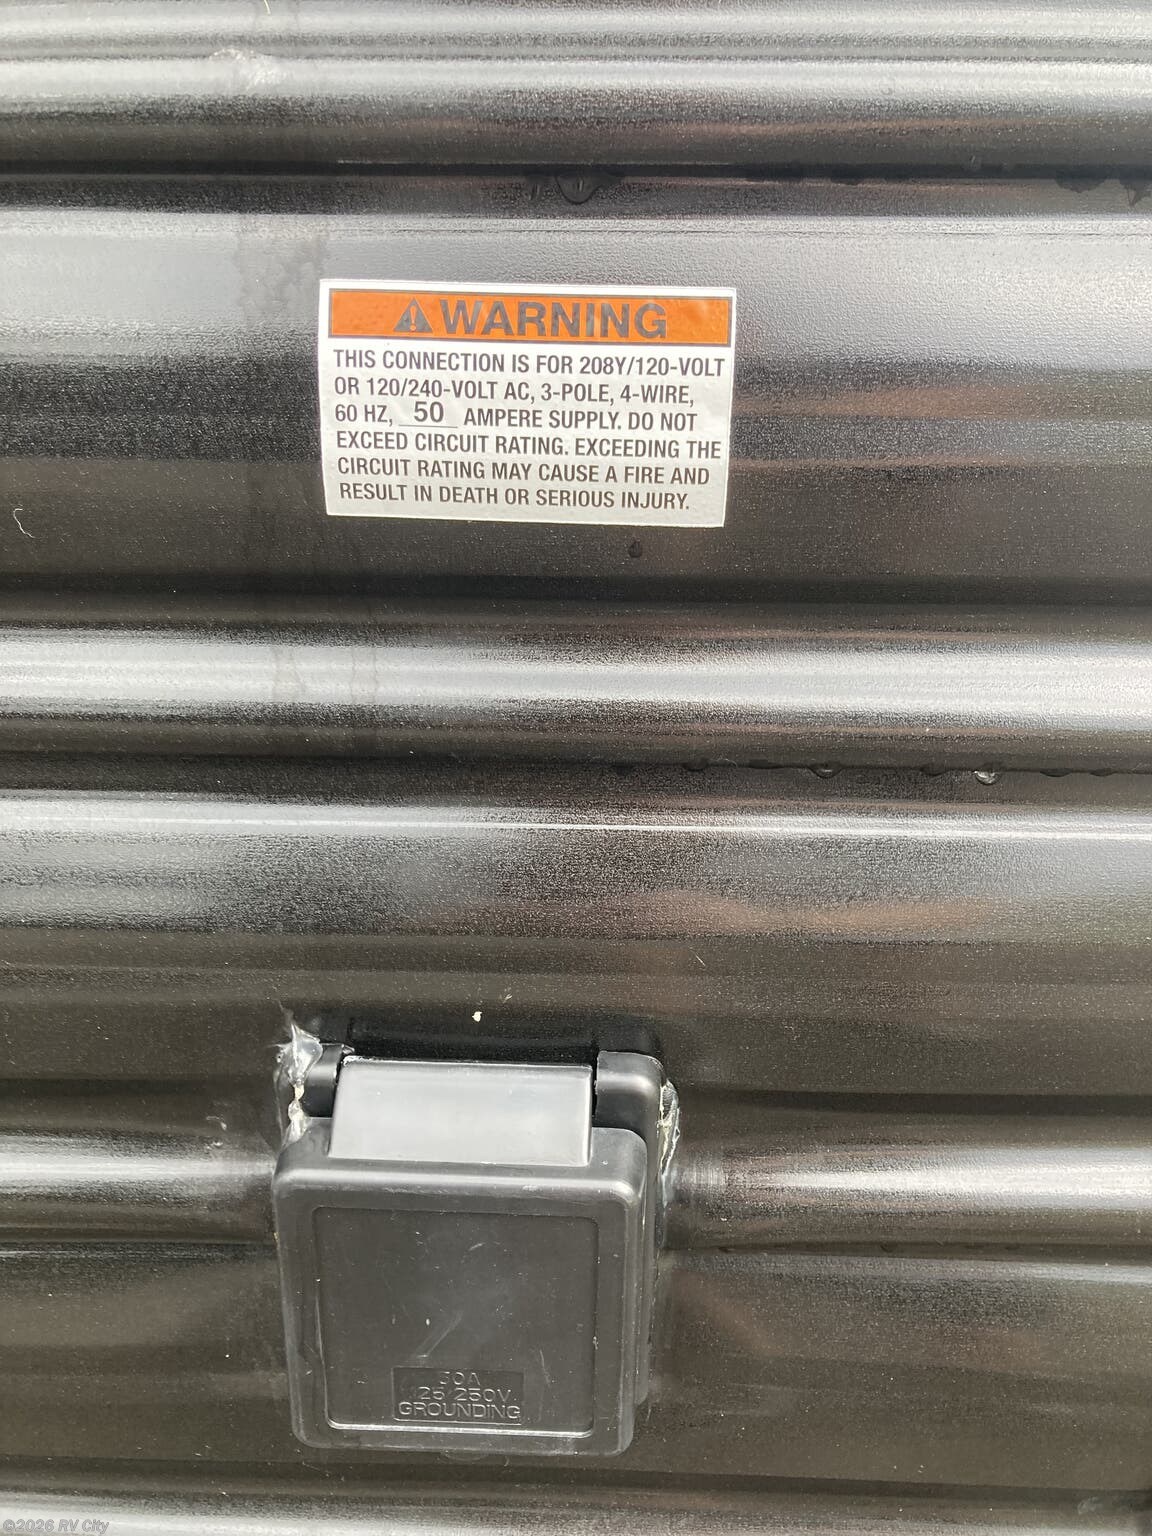 WARNING
THIS CONNECTION IS FOR 208Y/120-VOLT
OR 120/240-VOLT AC, 3-POLE, 4-WIRE,
60 HZ, 50 AMPERE SUPPLY. DO NOT
EXCEED CIRCUIT RATING. EXCEEDING THE
CIRCUIT RATING MAY CAUSE A FIRE AND
RESULT IN DEATH OR SERIOUS INJURY.
50A
125/250V
GROUNDING
©2026 RV City